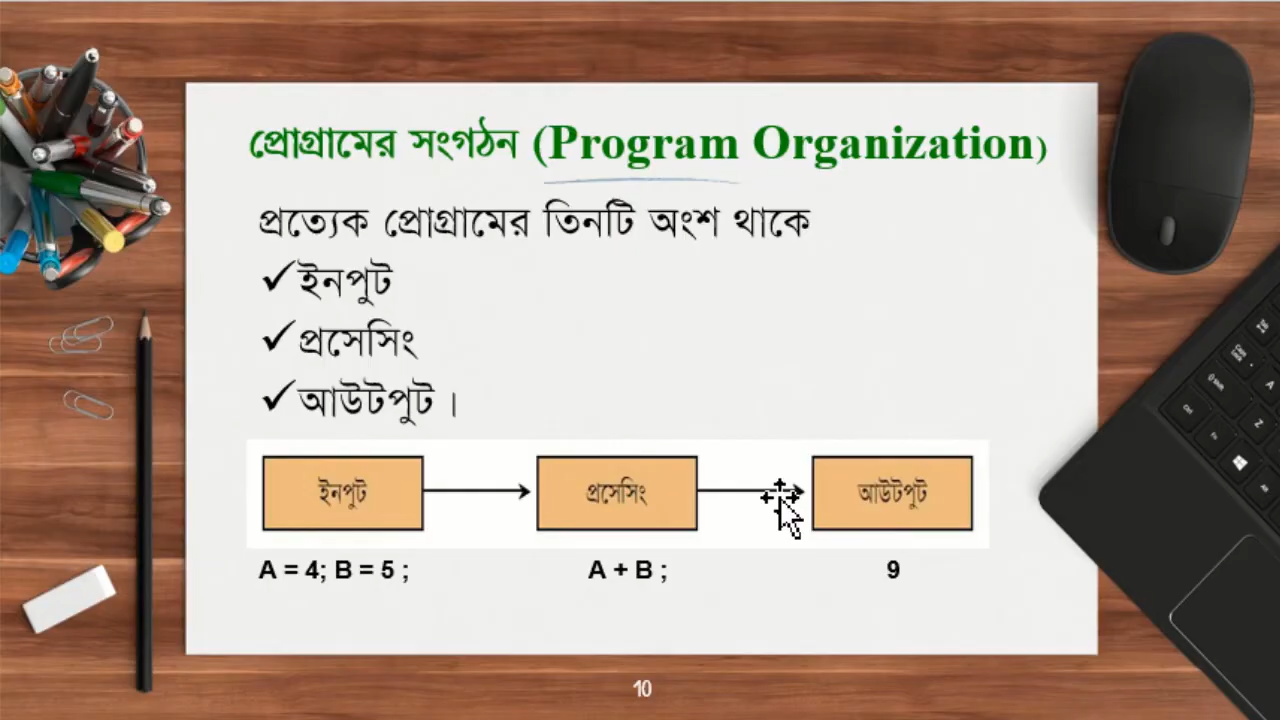 প্রোগ্রামের সংগঠন (Program Organization)
প্রত্যেক প্রোগ্রামের তিনটি অংশ থাকে
✓ইনপুট
✓প্রসেসিং
✓আউটপুট ।
ইনপুট প্রসেসিং আউটপুট
A = 4; B = 5 ; A + B ; 9
10